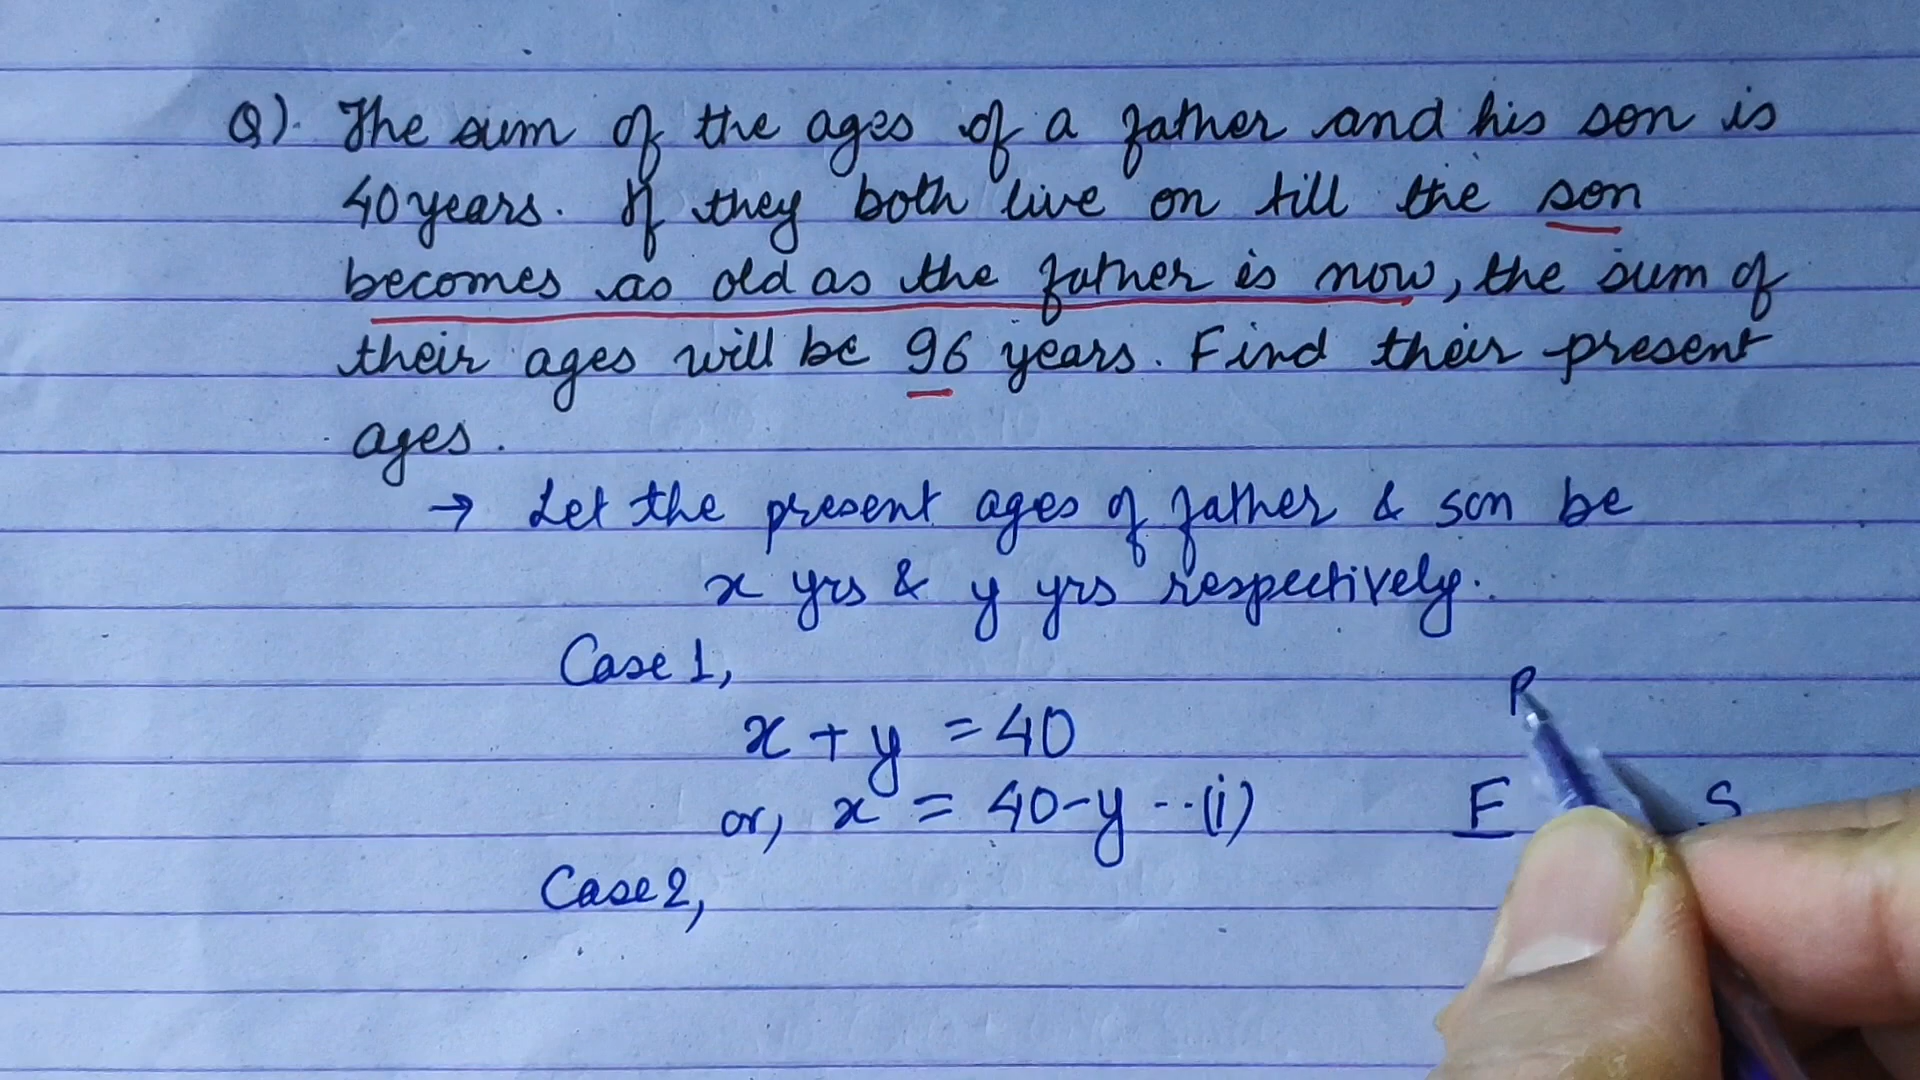 Q). The sum of the ages of a father and his son is
40 years. If they both live on till the son
becomes as old as the father is now, the sum of
their ages will be 96 years. Find their present
ages.
→ Let the present ages of father & son be
x yrs & y yrs respectively.
Case 1,
x + y = 40
or, x = 40 - y -- (i)
Case 2,
P
F S